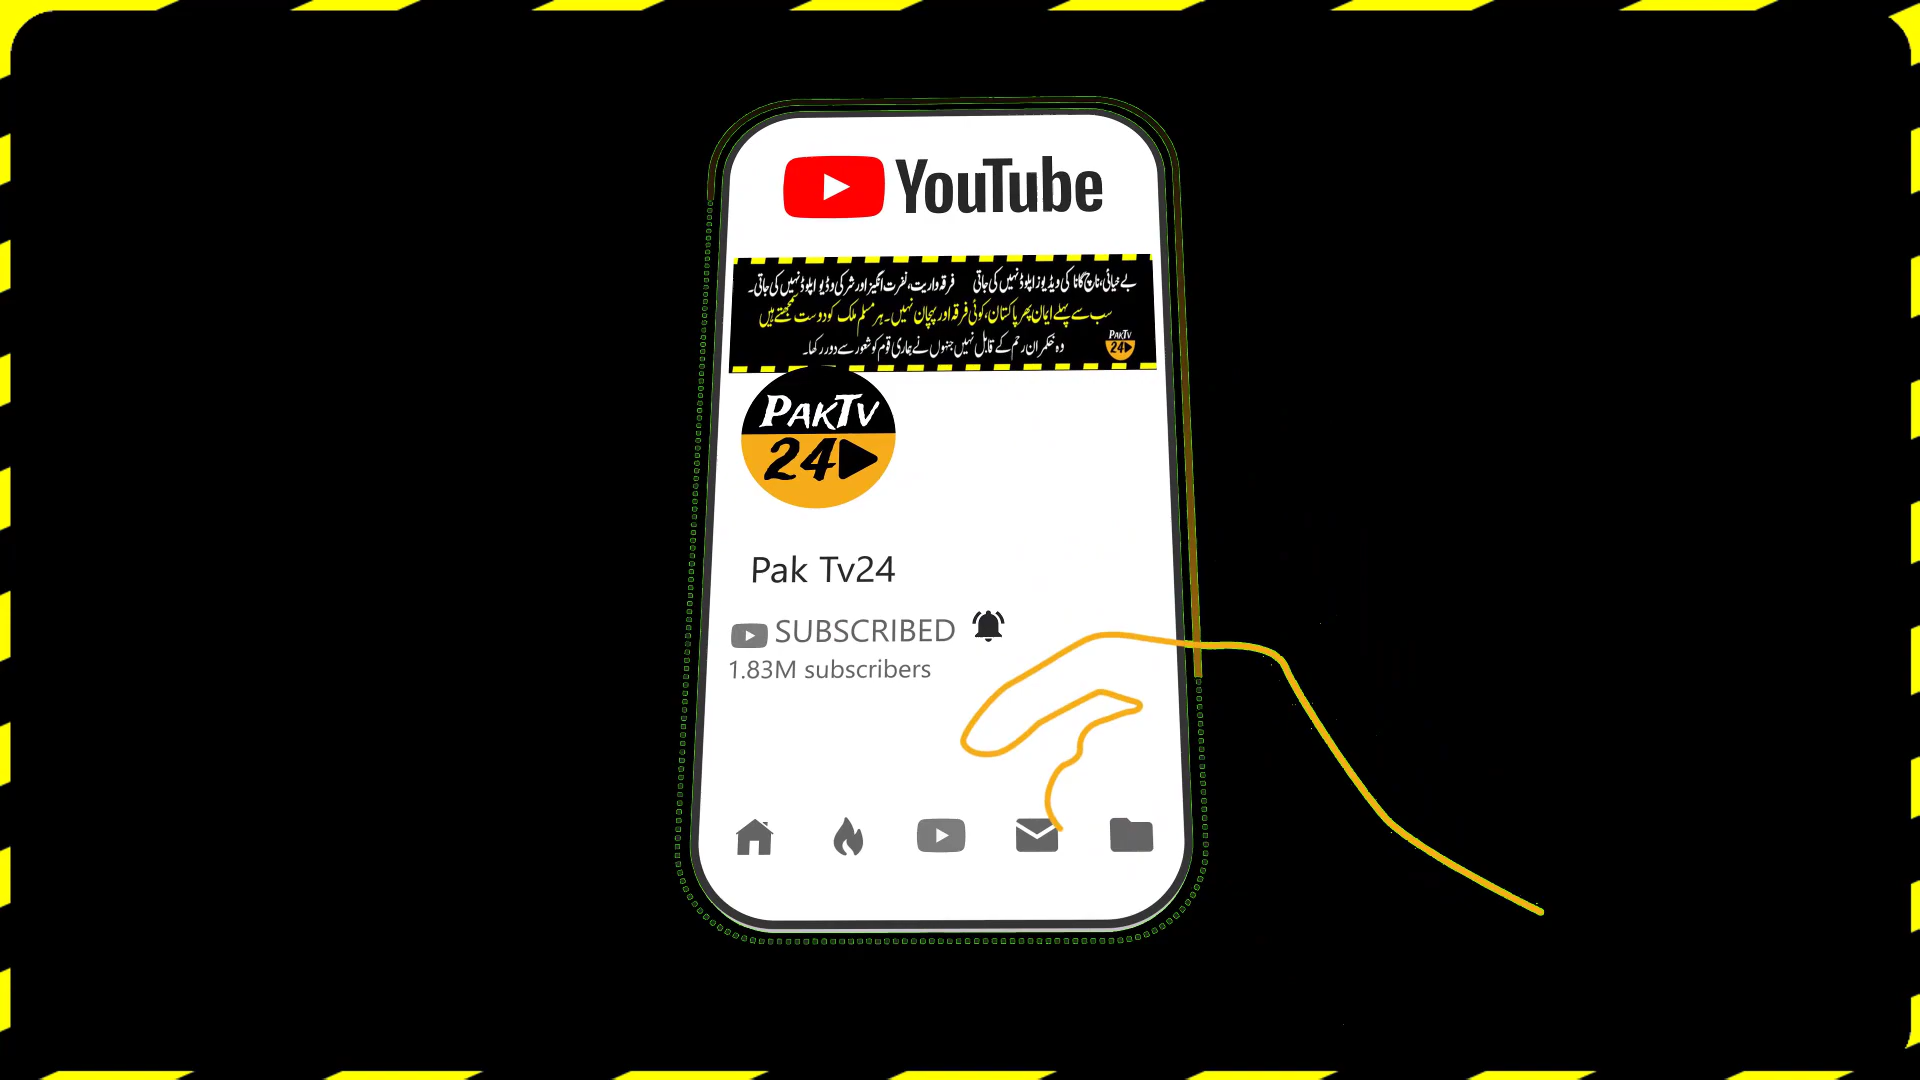 YouTube
بے حیائی، ناچ گانا کی ویڈیوز اپلوڈ نہیں کی جاتی فرقہ واریت، نفرت انگیز اور شر کی وڈیو اپلوڈ نہیں کی جاتی۔
سب سے پہلے ایمان پھر پاکستان، کوئی فرقہ اور پہچان نہیں۔ ہر مسلم ملک کو دوست سمجھتے ہیں
وہ حکمران رحم کے قابل نہیں جنہوں نے ہماری قوم کو شعور سے دور رکھا۔
PAKTV
24
PAKTV
24
Pak Tv24
SUBSCRIBED
1.83M subscribers